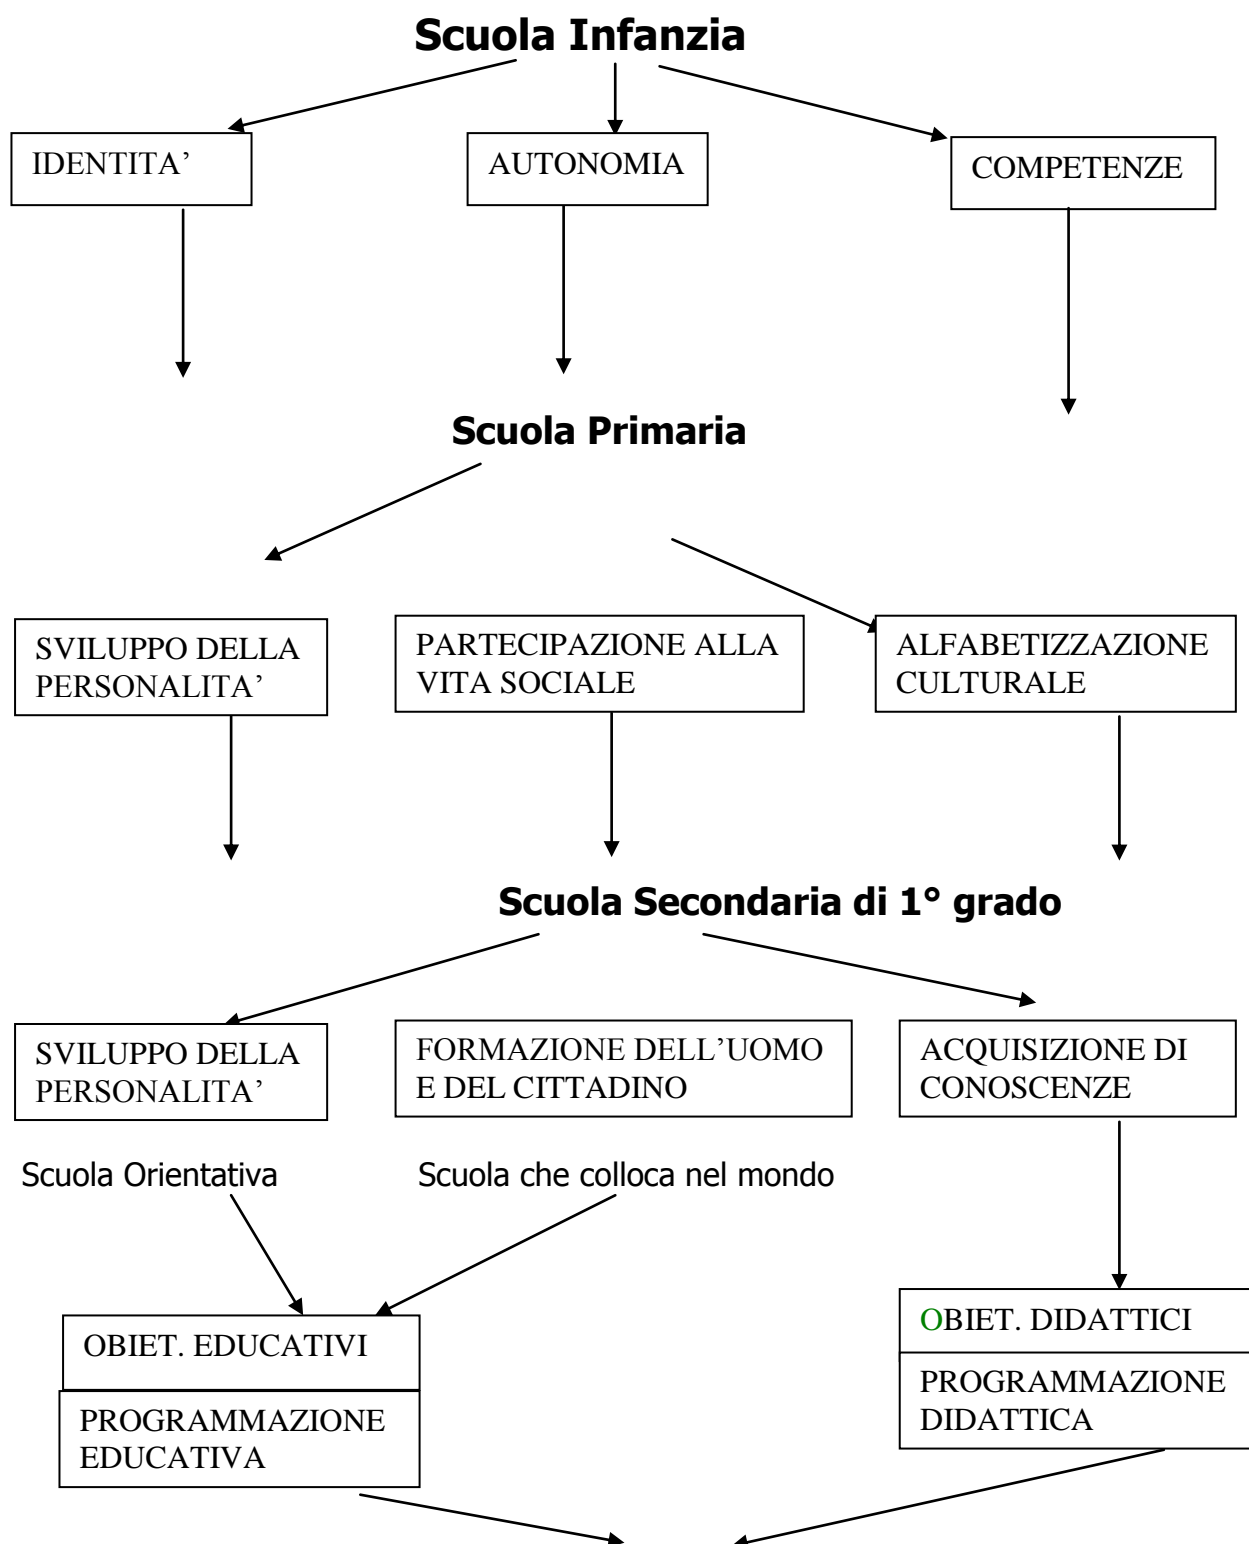 Scuola Infanzia
IDENTITA’
AUTONOMIA
COMPETENZE
Scuola Primaria
SVILUPPO DELLA
PERSONALITA’
PARTECIPAZIONE ALLA
VITA SOCIALE
ALFABETIZZAZIONE
CULTURALE
Scuola Secondaria di 1° grado
SVILUPPO DELLA
PERSONALITA’
FORMAZIONE DELL’UOMO
E DEL CITTADINO
ACQUISIZIONE DI
CONOSCENZE
Scuola Orientativa
Scuola che colloca nel mondo
OBIET. EDUCATIVI
PROGRAMMAZIONE
EDUCATIVA
OBIET. DIDATTICI
PROGRAMMAZIONE
DIDATTICA